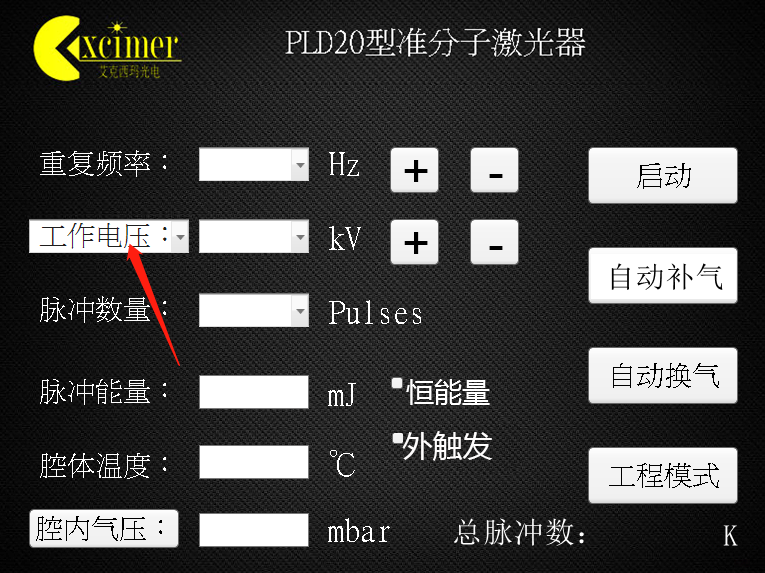 excimer
艾克西玛光电
PLD20型准分子激光器
重复频率： Hz + - 启动
工作电压： kV + -
自动补气
脉冲数量： Pulses
自动换气
脉冲能量： mJ 恒能量
腔体温度： ℃ 外触发
工程模式
腔内气压： mbar 总脉冲数： K